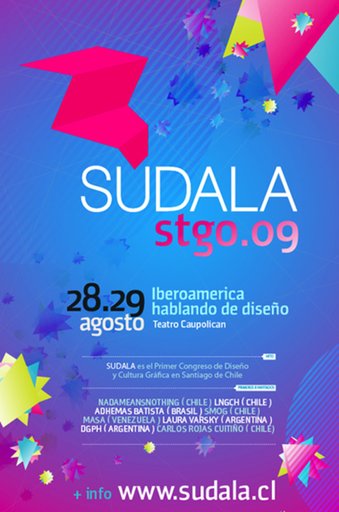 SUDALA
stgo.09
28.29
agosto
Iberoamerica
hablando de diseño
Teatro Caupolican
SUDALA es el Primer Congreso de Diseño
y Cultura Gráfica en Santiago de Chile
NADAMEANSNOTHING ( CHILE ) LNGCH ( CHILE )
ADHEMAS BATISTA ( BRASIL ) SMOG ( CHILE )
MASA ( VENEZUELA ) LAURA VARSKY ( ARGENTINA )
DGPH ( ARGENTINA ) CARLOS ROJAS CUITIÑO ( CHILE )
+ info www.sudala.cl